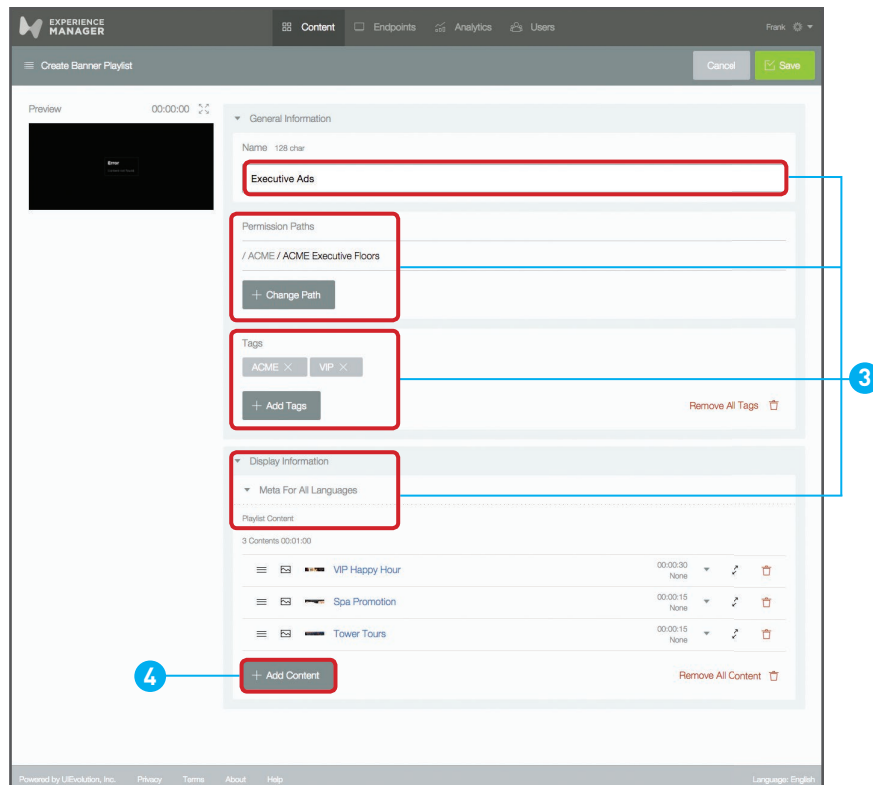 EXPERIENCE
MANAGER
Content Endpoints Analytics Users
Frank
Create Banner Playlist
Cancel Save
Preview 00:00:00
Error
General Information
Name 128 char
Executive Ads
Permission Paths
/ ACME / ACME Executive Floors
+ Change Path
Tags
ACME × VIP ×
+ Add Tags
Remove All Tags
3
Display Information
Meta For All Languages
Playlist Content
3 Contents 00:01:00
VIP Happy Hour 00:00:30
None
Spa Promotion 00:00:15
None
Tower Tours 00:00:15
None
4
+ Add Content
Remove All Content
Powered by UIEvolution, Inc. Privacy Terms About Help Language: English